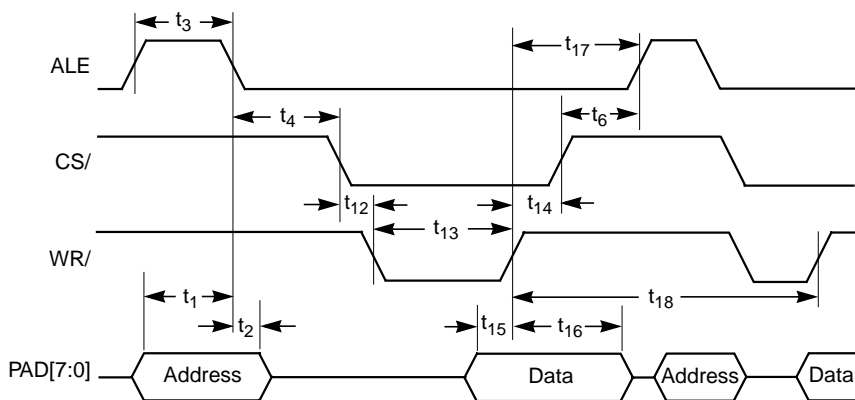 t3
ALE
t17
t4
t6
CS/
t12
t13
t14
WR/
t1
t2
t15
t16
t18
PAD[7:0]
Address
Data
Address
Data